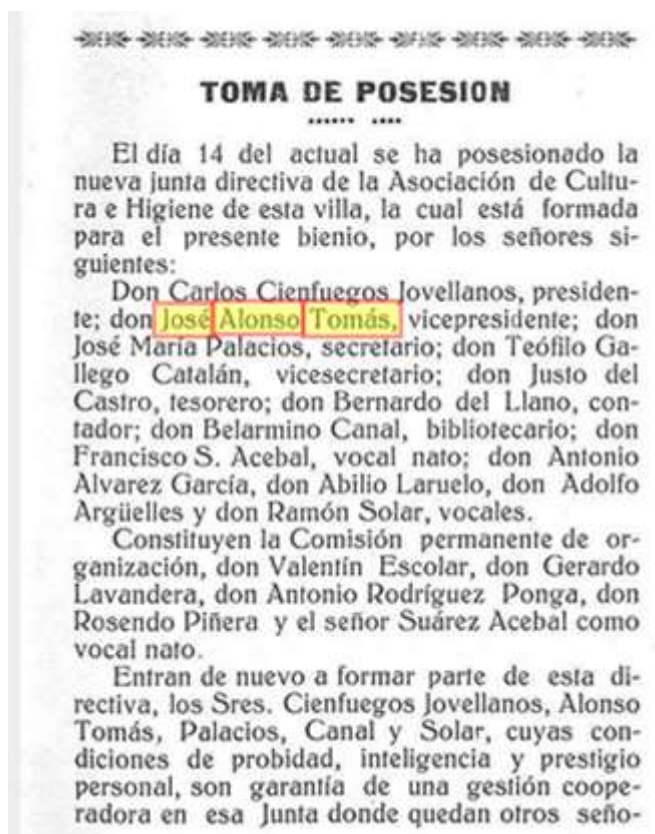 TOMA DE POSESION
El día 14 del actual se ha posesionado la
nueva junta directiva de la Asociación de Cultu-
ra e Higiene de esta villa, la cual está formada
para el presente bienio, por los señores si-
guientes:
Don Carlos Cienfuegos Jovellanos, presiden-
te; don José Alonso Tomás, vicepresidente; don
José María Palacios, secretario; don Teófilo Ga-
llego Catalán, vicesecretario; don Justo del
Castro, tesorero; don Bernardo del Llano, con-
tador; don Belarmino Canal, bibliotecario; don
Francisco S. Acebal, vocal nato; don Antonio
Alvarez García, don Abilio Laruelo, don Adolfo
Argüelles y don Ramón Solar, vocales.
Constituyen la Comisión permanente de or-
ganización, don Valentín Escolar, don Gerardo
Lavandera, don Antonio Rodríguez Ponga, don
Rosendo Piñera y el señor Suárez Acebal como
vocal nato.
Entran de nuevo a formar parte de esta di-
rectiva, los Sres. Cienfuegos Jovellanos, Alonso
Tomás, Palacios, Canal y Solar, cuyas con-
diciones de probidad, inteligencia y prestigio
personal, son garantía de una gestión coope-
radora en esa Junta donde quedan otros seño-